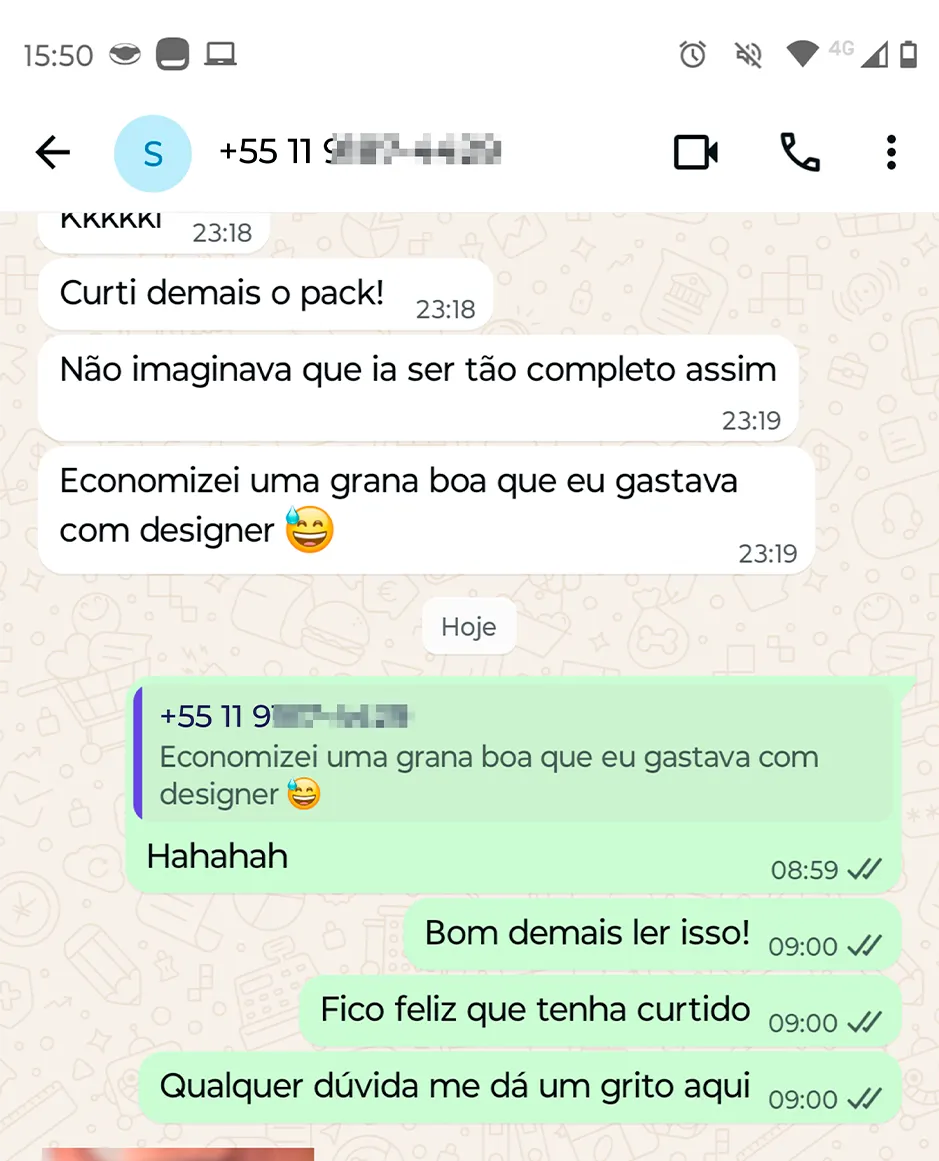 15:50
4G
S
+55 11 9
KKKKKI
23:18
Curti demais o pack!
23:18
Não imaginava que ia ser tão completo assim
23:19
Economizei uma grana boa que eu gastava
com designer 😅
23:19
Hoje
+55 11 9
Economizei uma grana boa que eu gastava com
designer 😅
Hahahah
08:59
Bom demais ler isso!
09:00
Fico feliz que tenha curtido
09:00
Qualquer dúvida me dá um grito aqui
09:00